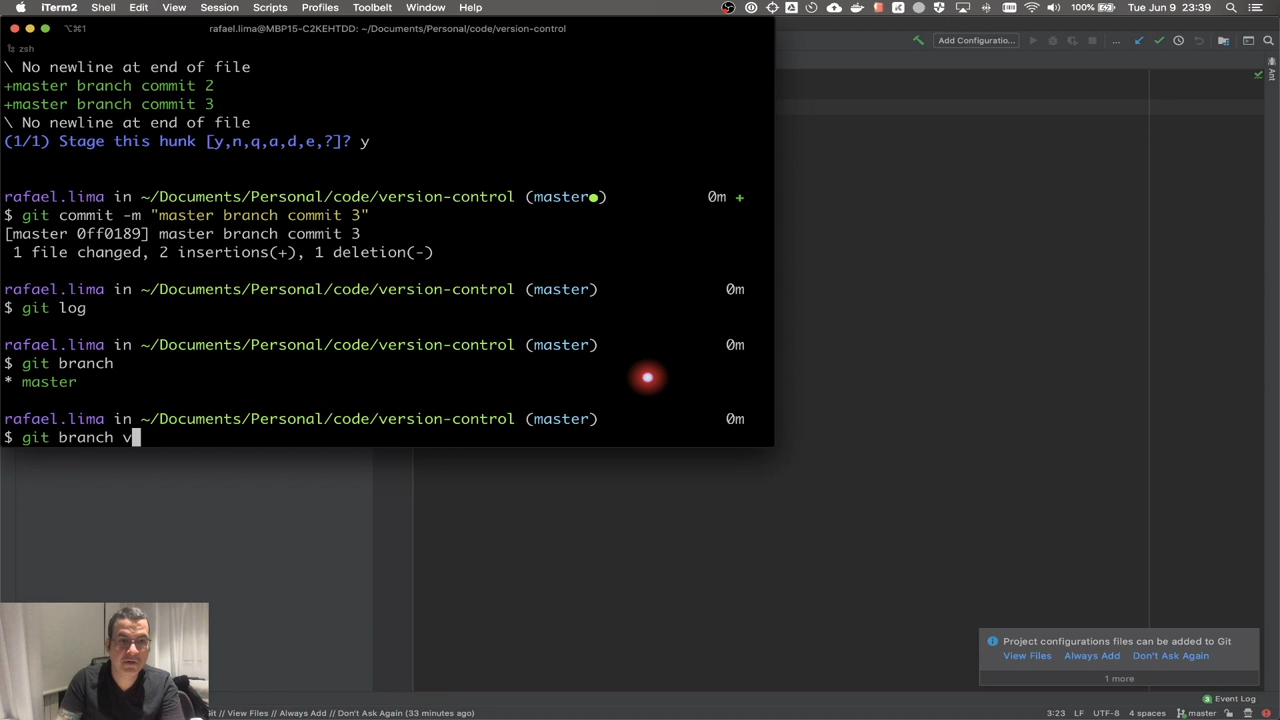 iTerm2 Shell Edit View Session Scripts Profiles Toolbelt Window Help 100% Tue Jun 9 23:39
⌥⌘1 rafael.lima@MBP15-C2KEHTDD: ~/Documents/Personal/code/version-control
zsh
Add Configuratio...
\ No newline at end of file
+master branch commit 2
+master branch commit 3
\ No newline at end of file
(1/1) Stage this hunk [y,n,q,a,d,e,?]? y
rafael.lima in ~/Documents/Personal/code/version-control (master●) 0m +
$ git commit -m "master branch commit 3"
[master 0ff0189] master branch commit 3
1 file changed, 2 insertions(+), 1 deletion(-)
rafael.lima in ~/Documents/Personal/code/version-control (master) 0m
$ git log
rafael.lima in ~/Documents/Personal/code/version-control (master) 0m
$ git branch
* master
rafael.lima in ~/Documents/Personal/code/version-control (master) 0m
$ git branch v
Ant
Project configurations files can be added to Git
View Files Always Add Don't Ask Again
1 more
3 Event Log
Git // View Files // Always Add // Don't Ask Again (33 minutes ago) 3:23 LF UTF-8 4 spaces master